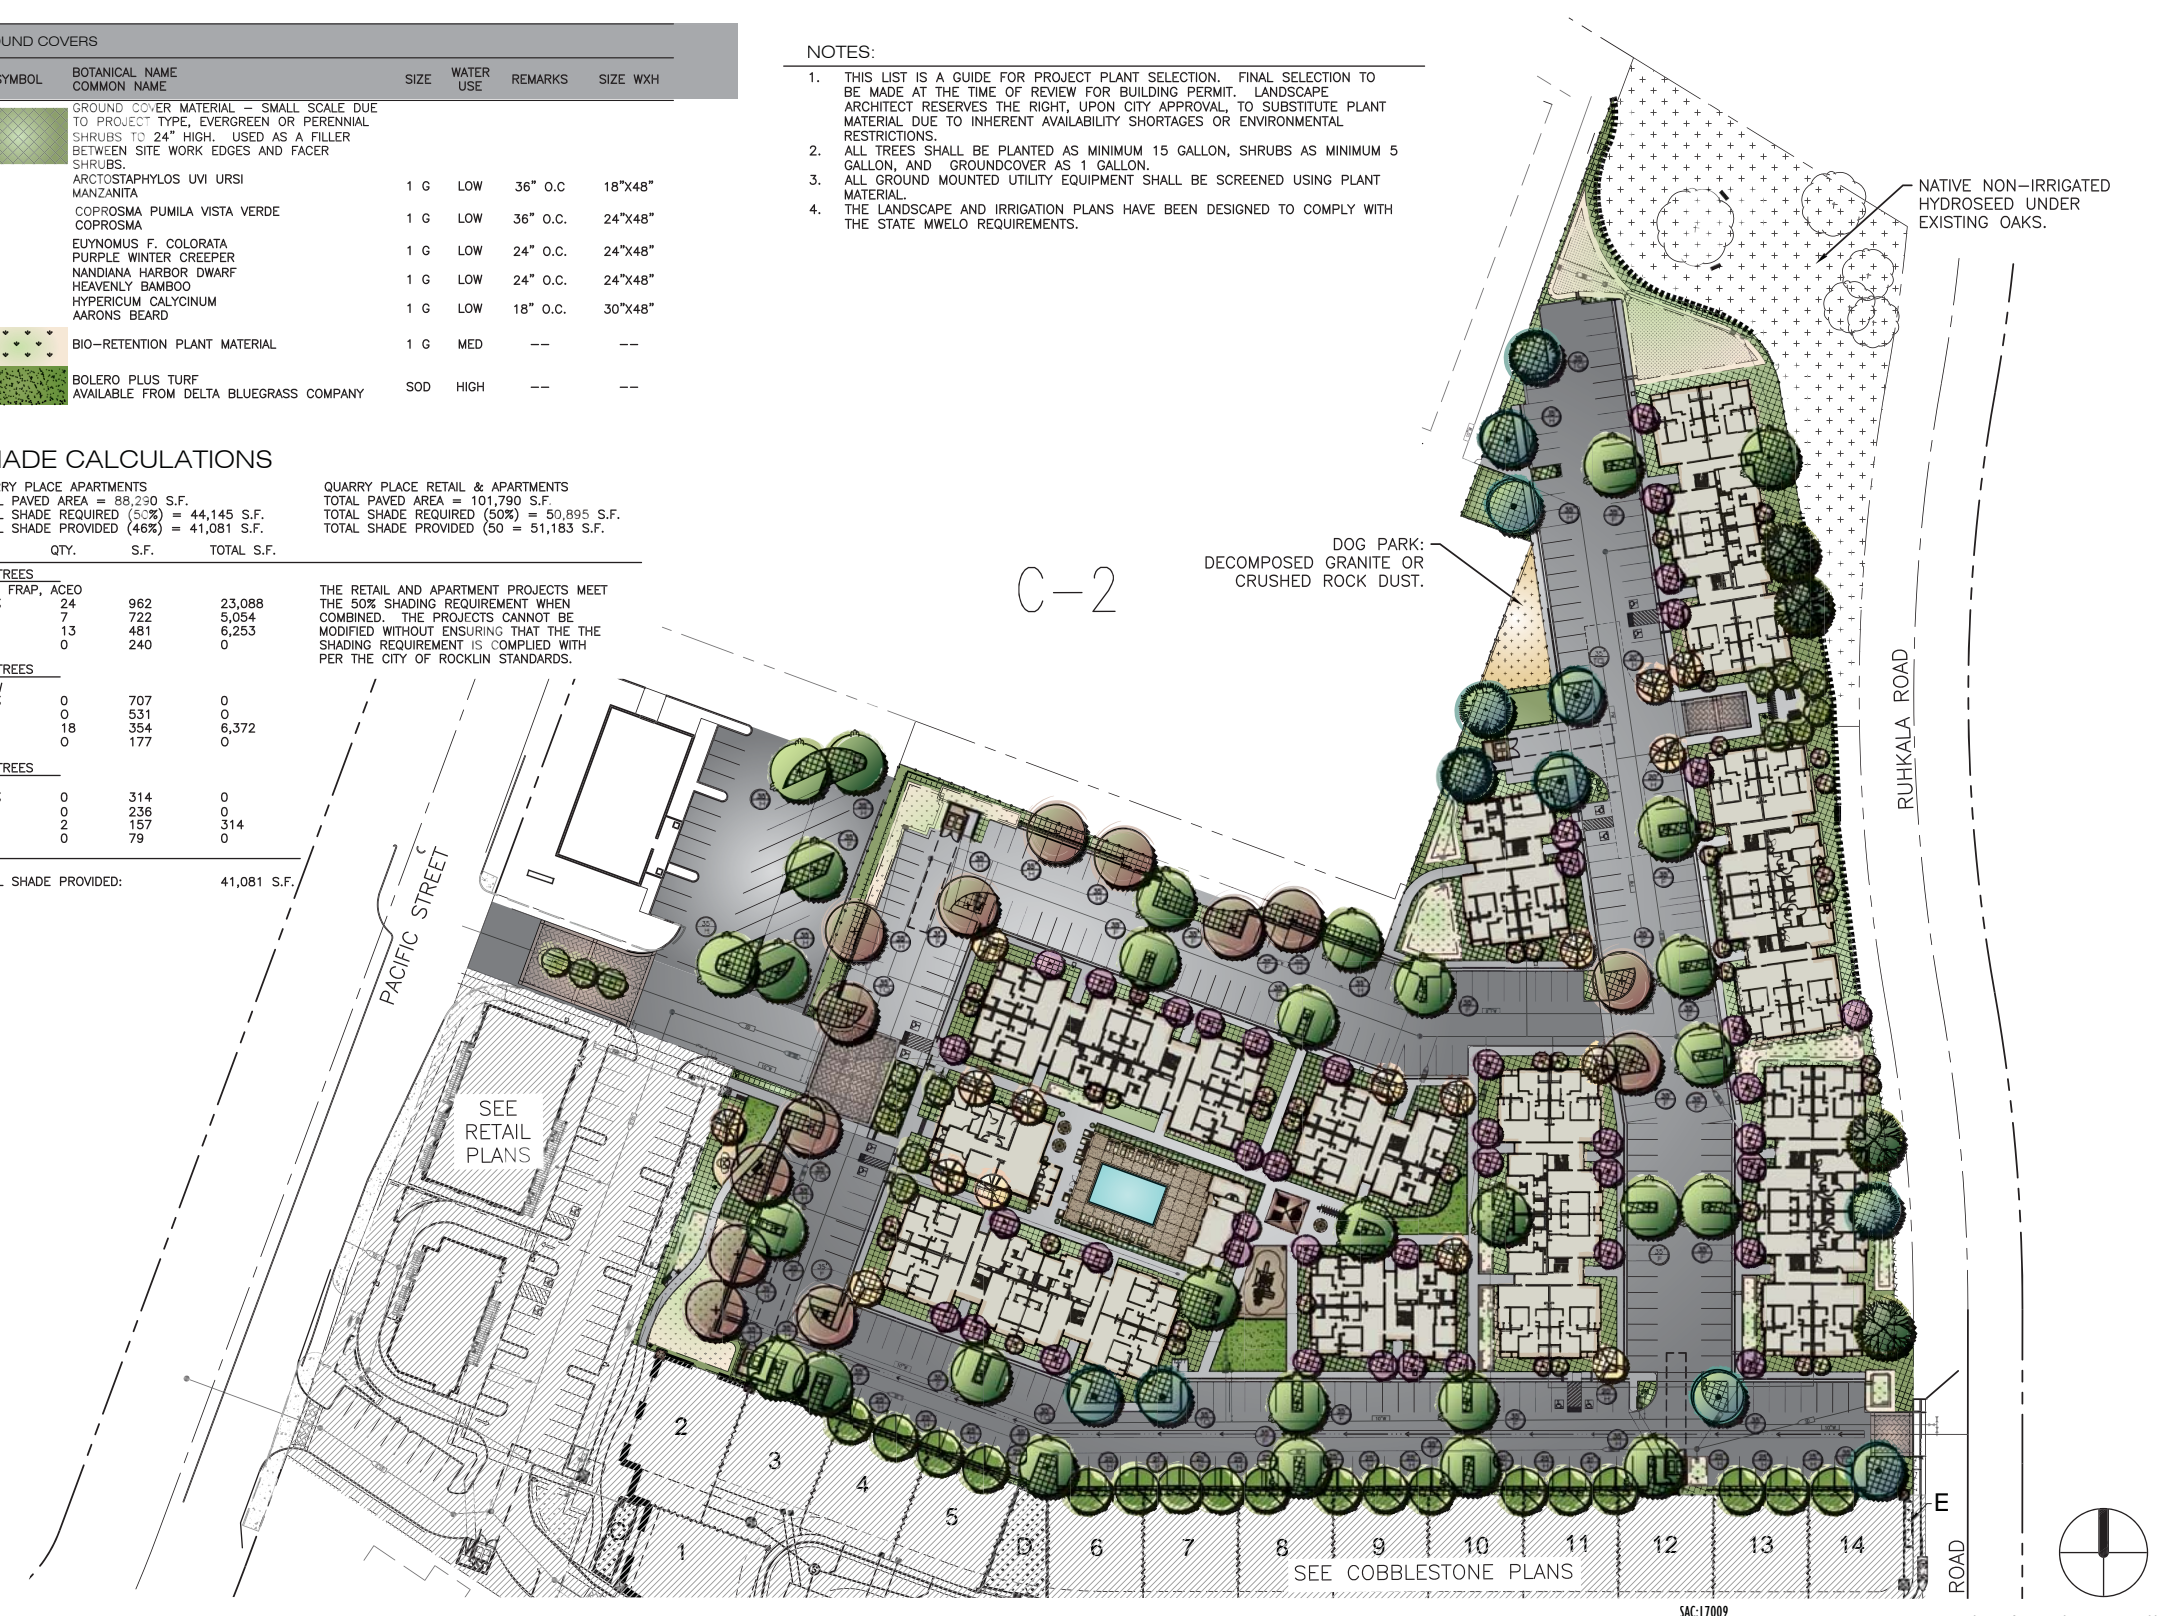 OUND COVERS
SYMBOL BOTANICAL NAME COMMON NAME SIZE WATER USE REMARKS SIZE WXH
GROUND COVER MATERIAL – SMALL SCALE DUE
TO PROJECT TYPE, EVERGREEN OR PERENNIAL
SHRUBS TO 24" HIGH. USED AS A FILLER
BETWEEN SITE WORK EDGES AND FACER
SHRUBS.
ARCTOSTAPHYLOS UVI URSI
MANZANITA 1 G LOW 36" O.C 18"X48"
COPROSMA PUMILA VISTA VERDE
COPROSMA 1 G LOW 36" O.C. 24"X48"
EUYNOMUS F. COLORATA
PURPLE WINTER CREEPER 1 G LOW 24" O.C. 24"X48"
NANDIANA HARBOR DWARF
HEAVENLY BAMBOO 1 G LOW 24" O.C. 24"X48"
HYPERICUM CALYCINUM
AARONS BEARD 1 G LOW 18" O.C. 30"X48"
BIO–RETENTION PLANT MATERIAL 1 G MED –– ––
BOLERO PLUS TURF
AVAILABLE FROM DELTA BLUEGRASS COMPANY SOD HIGH –– ––
NOTES:
1. THIS LIST IS A GUIDE FOR PROJECT PLANT SELECTION. FINAL SELECTION TO
BE MADE AT THE TIME OF REVIEW FOR BUILDING PERMIT. LANDSCAPE
ARCHITECT RESERVES THE RIGHT, UPON CITY APPROVAL, TO SUBSTITUTE PLANT
MATERIAL DUE TO INHERENT AVAILABILITY SHORTAGES OR ENVIRONMENTAL
RESTRICTIONS.
2. ALL TREES SHALL BE PLANTED AS MINIMUM 15 GALLON, SHRUBS AS MINIMUM 5
GALLON, AND GROUNDCOVER AS 1 GALLON.
3. ALL GROUND MOUNTED UTILITY EQUIPMENT SHALL BE SCREENED USING PLANT
MATERIAL.
4. THE LANDSCAPE AND IRRIGATION PLANS HAVE BEEN DESIGNED TO COMPLY WITH
THE STATE MWELO REQUIREMENTS.
NATIVE NON–IRRIGATED
HYDROSEED UNDER
EXISTING OAKS.
HADE CALCULATIONS
RRY PLACE APARTMENTS
L PAVED AREA = 88,290 S.F.
L SHADE REQUIRED (50%) = 44,145 S.F.
L SHADE PROVIDED (46%) = 41,081 S.F.
QUARRY PLACE RETAIL & APARTMENTS
TOTAL PAVED AREA = 101,790 S.F.
TOTAL SHADE REQUIRED (50%) = 50,895 S.F.
TOTAL SHADE PROVIDED (50 = 51,183 S.F.
QTY. S.F. TOTAL S.F.
TREES
FRAP, ACEO
24 962 23,088
7 722 5,054
13 481 6,253
0 240 0
TREES
0 707 0
0 531 0
18 354 6,372
0 177 0
TREES
0 314 0
0 236 0
2 157 314
0 79 0
L SHADE PROVIDED: 41,081 S.F.
THE RETAIL AND APARTMENT PROJECTS MEET
THE 50% SHADING REQUIREMENT WHEN
COMBINED. THE PROJECTS CANNOT BE
MODIFIED WITHOUT ENSURING THAT THE THE
SHADING REQUIREMENT IS COMPLIED WITH
PER THE CITY OF ROCKLIN STANDARDS.
DOG PARK:
DECOMPOSED GRANITE OR
CRUSHED ROCK DUST.
C–2
PACIFIC STREET
RUHKALA ROAD
SEE
RETAIL
PLANS
2
3
4
5
1
D
6
7
8
9
10
11
12
13
14
E
SEE COBBLESTONE PLANS
ROAD
SAC:17009